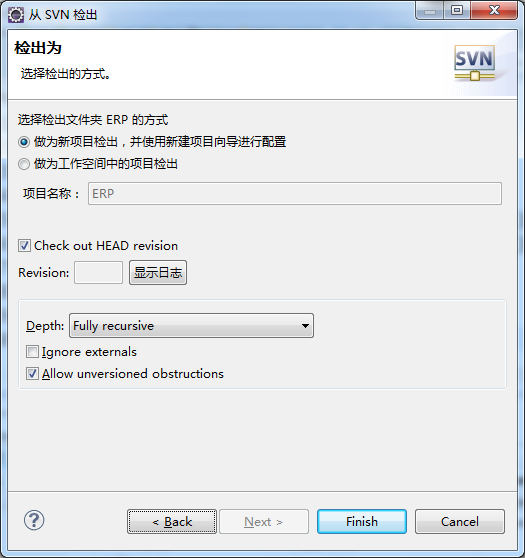 从 SVN 检出
检出为
选择检出的方式。
SVN
选择检出文件夹 ERP 的方式
做为新项目检出，并使用新建项目向导进行配置
做为工作空间中的项目检出
项目名称： ERP
Check out HEAD revision
Revision: 显示日志
Depth: Fully recursive
Ignore externals
Allow unversioned obstructions
? < Back Next > Finish Cancel